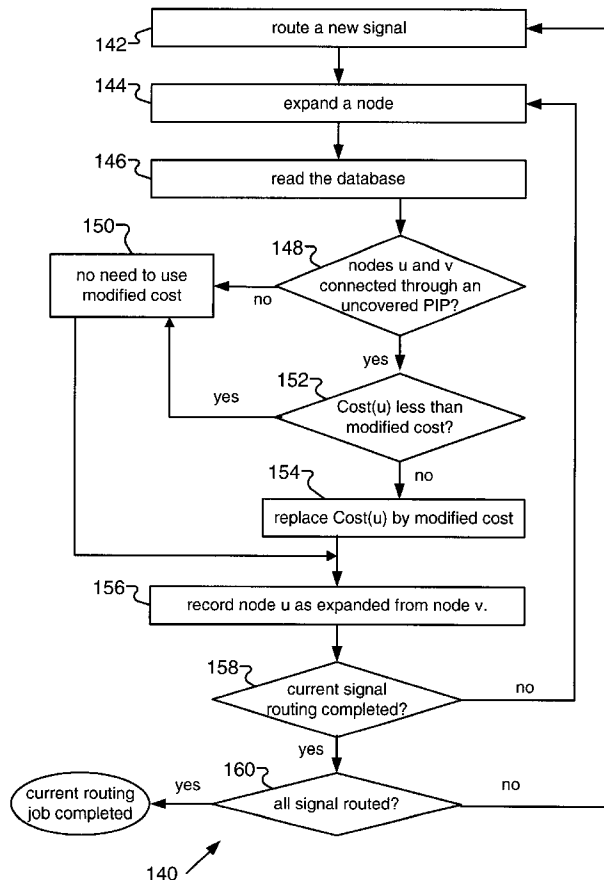 142
route a new signal
144
expand a node
146
read the database
150
no need to use
modified cost
148
nodes u and v
connected through an
uncovered PIP?
no
yes
152
Cost(u) less than
modified cost?
yes
no
154
replace Cost(u) by modified cost
156
record node u as expanded from node v.
158
current signal
routing completed?
no
yes
160
all signal routed?
yes
no
current routing
job completed
140